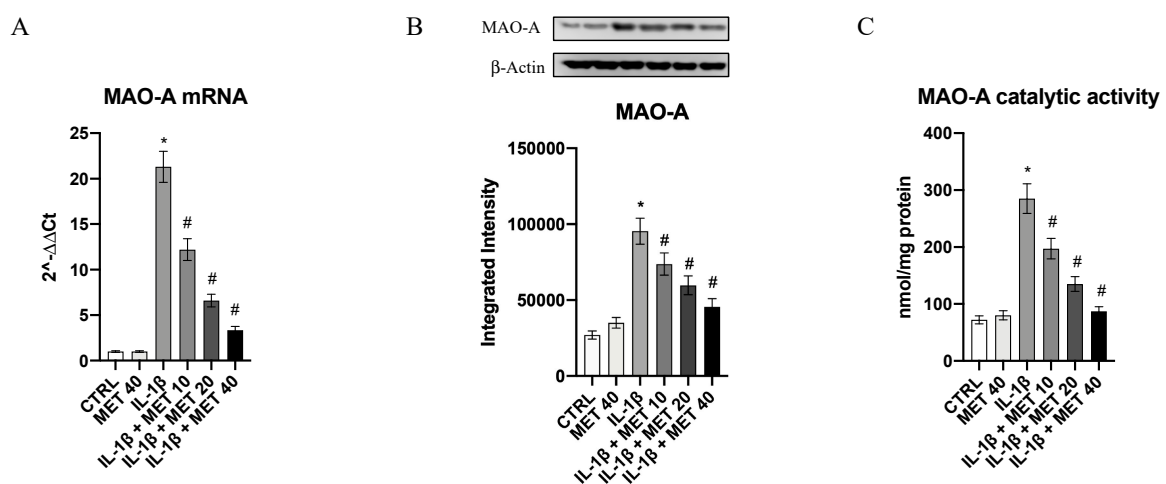 A
MAO-A mRNA
2^-ΔΔCt
25
20
15
10
5
0
*
#
#
#
CTRL
MET 40
IL-1β
IL-1β + MET 10
IL-1β + MET 20
IL-1β + MET 40
B
MAO-A
β-Actin
MAO-A
Integrated Intensity
150000
100000
50000
0
*
#
#
#
CTRL
MET 40
IL-1β
IL-1β + MET 10
IL-1β + MET 20
IL-1β + MET 40
C
MAO-A catalytic activity
nmol/mg protein
400
300
200
100
0
*
#
#
#
CTRL
MET 40
IL-1β
IL-1β + MET 10
IL-1β + MET 20
IL-1β + MET 40